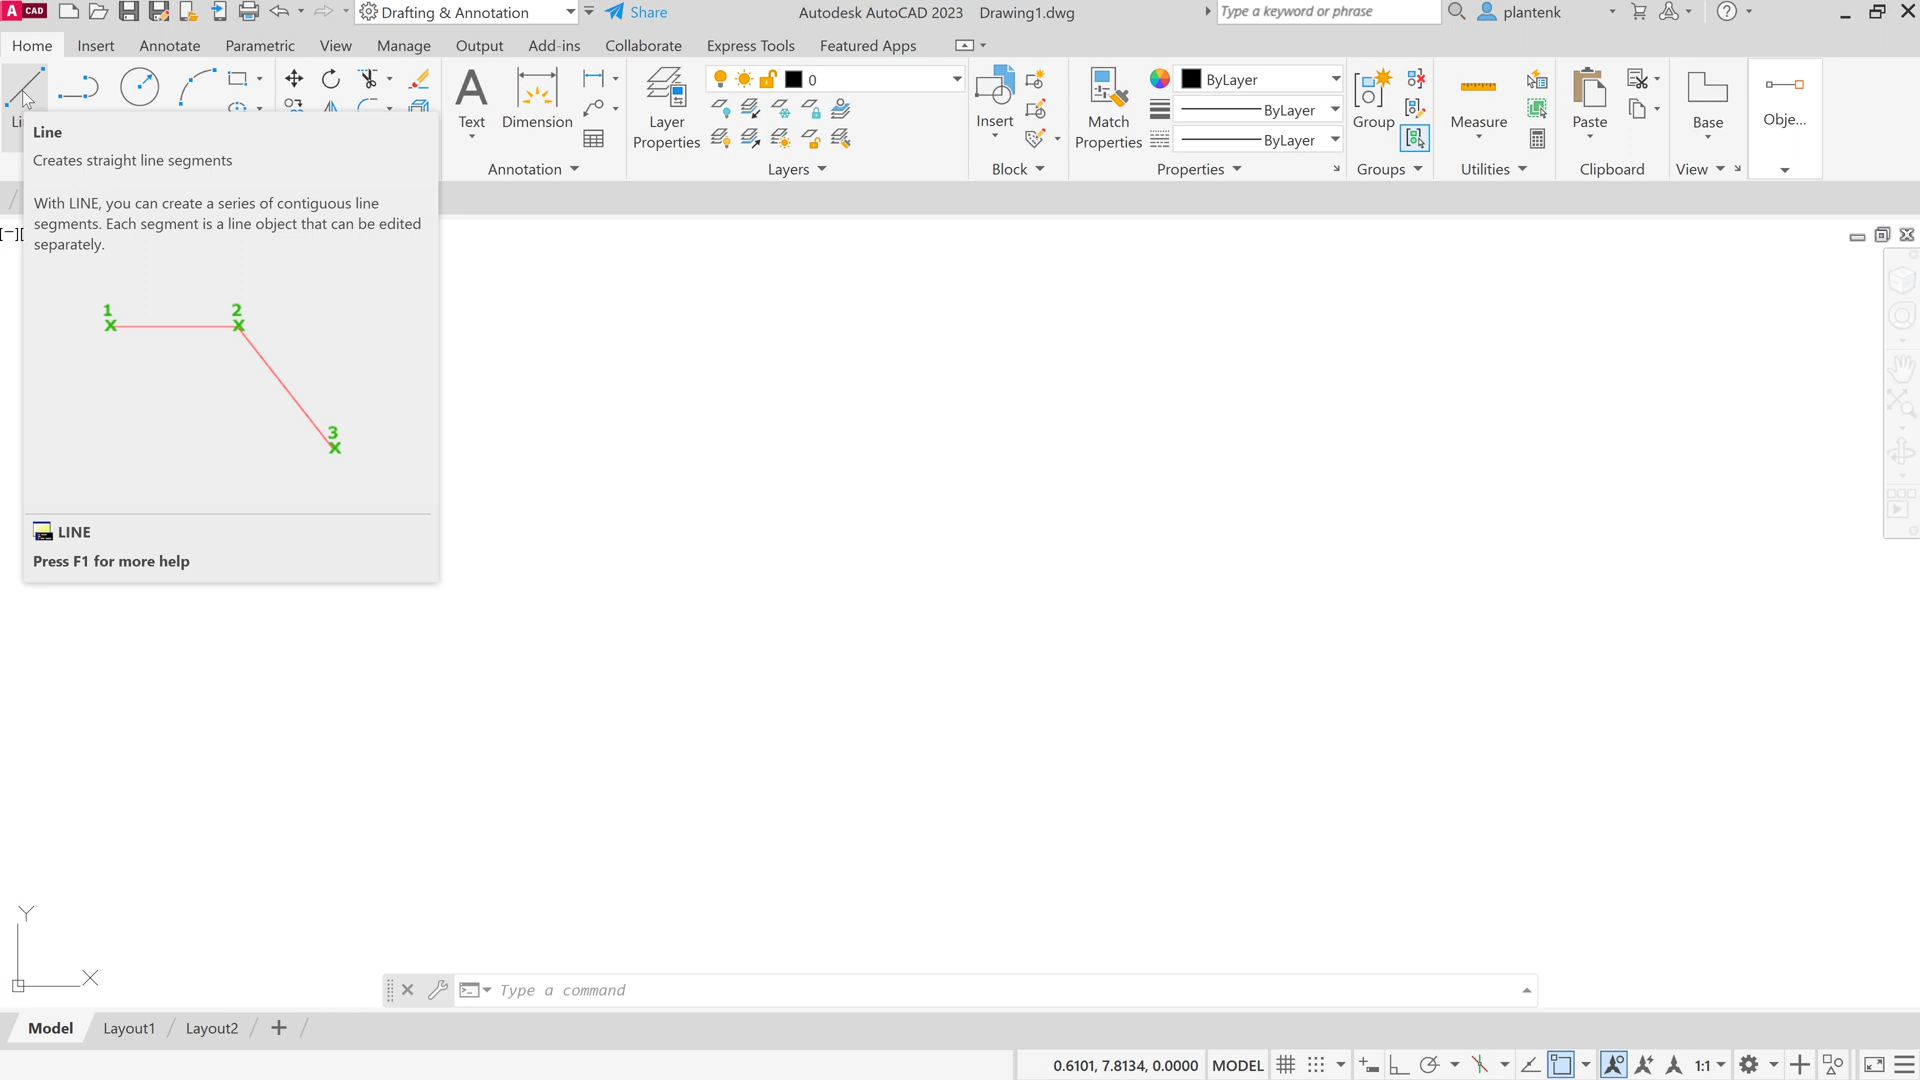 A CAD
Drafting & Annotation
Share
Autodesk AutoCAD 2023 Drawing1.dwg
Type a keyword or phrase
plantenk
Home Insert Annotate Parametric View Manage Output Add-ins Collaborate Express Tools Featured Apps
0
ByLayer
ByLayer
ByLayer
Text
Dimension
Layer
Properties
Insert
Match
Properties
Group
Measure
Paste
Base
Obje...
Annotation
Layers
Block
Properties
Groups
Utilities
Clipboard
View
Line
Creates straight line segments
With LINE, you can create a series of contiguous line
segments. Each segment is a line object that can be edited
separately.
1
2
3
LINE
Press F1 for more help
Y
X
Type a command
Model Layout1 Layout2
0.6101, 7.8134, 0.0000 MODEL 1:1